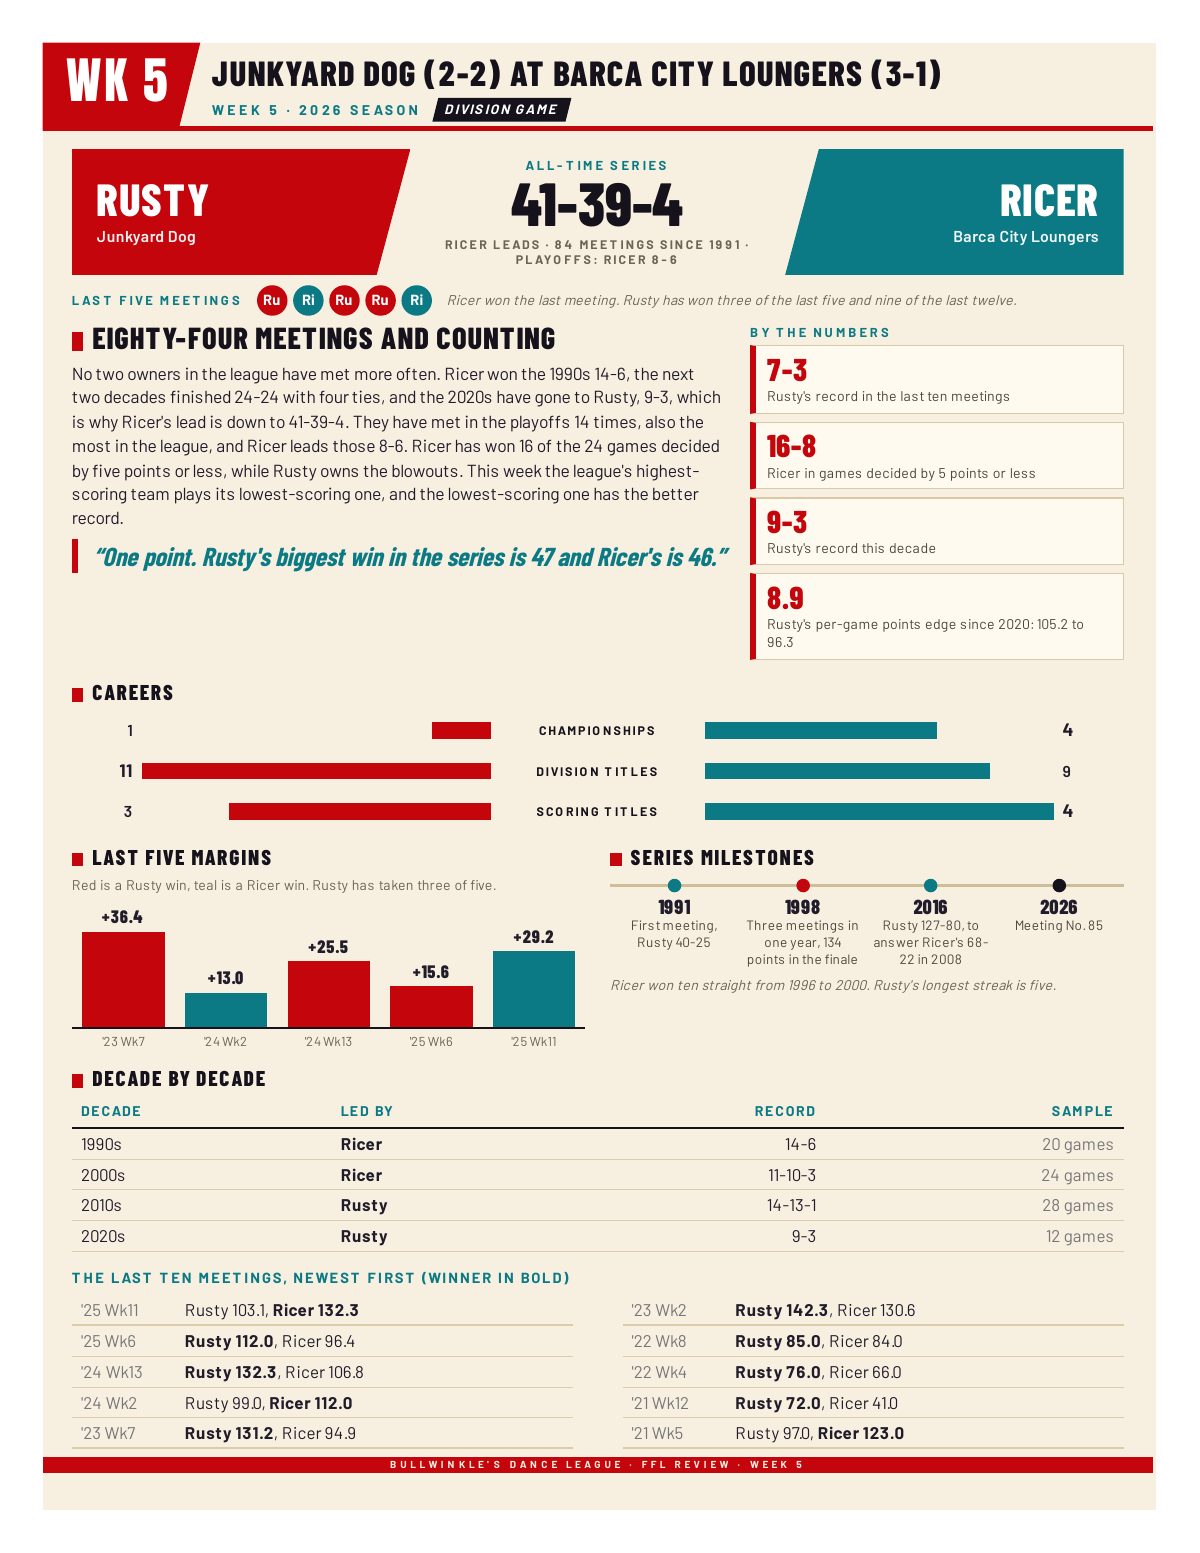 WK 5
JUNKYARD DOG (2-2) AT BARCA CITY LOUNGERS (3-1)
WEEK 5 · 2026 SEASON DIVISION GAME
RUSTY
Junkyard Dog
ALL-TIME SERIES
41-39-4
RICER LEADS · 84 MEETINGS SINCE 1991 ·
PLAYOFFS: RICER 8-6
RICER
Barca City Loungers
LAST FIVE MEETINGS Ru Ri Ru Ru Ri Ricer won the last meeting. Rusty has won three of the last five and nine of the last twelve.
EIGHTY-FOUR MEETINGS AND COUNTING
No two owners in the league have met more often. Ricer won the 1990s 14-6, the next
two decades finished 24-24 with four ties, and the 2020s have gone to Rusty, 9-3, which
is why Ricer's lead is down to 41-39-4. They have met in the playoffs 14 times, also the
most in the league, and Ricer leads those 8-6. Ricer has won 16 of the 24 games decided
by five points or less, while Rusty owns the blowouts. This week the league's highest-
scoring team plays its lowest-scoring one, and the lowest-scoring one has the better
record.
“One point. Rusty's biggest win in the series is 47 and Ricer's is 46.”
BY THE NUMBERS
7-3
Rusty's record in the last ten meetings
16-8
Ricer in games decided by 5 points or less
9-3
Rusty's record this decade
8.9
Rusty's per-game points edge since 2020: 105.2 to
96.3
CAREERS
1 CHAMPIONSHIPS 4
11 DIVISION TITLES 9
3 SCORING TITLES 4
LAST FIVE MARGINS
Red is a Rusty win, teal is a Ricer win. Rusty has taken three of five.
+36.4
+13.0
+25.5
+15.6
+29.2
'23 Wk7
'24 Wk2
'24 Wk13
'25 Wk6
'25 Wk11
SERIES MILESTONES
1991
First meeting,
Rusty 40-25
1998
Three meetings in
one year, 134
points in the finale
2016
Rusty 127-80, to
answer Ricer's 68-
22 in 2008
2026
Meeting No. 85
Ricer won ten straight from 1996 to 2000. Rusty's longest streak is five.
DECADE BY DECADE
DECADE LED BY RECORD SAMPLE
1990s Ricer 14-6 20 games
2000s Ricer 11-10-3 24 games
2010s Rusty 14-13-1 28 games
2020s Rusty 9-3 12 games
THE LAST TEN MEETINGS, NEWEST FIRST (WINNER IN BOLD)
'25 Wk11 Rusty 103.1, Ricer 132.3
'25 Wk6 Rusty 112.0, Ricer 96.4
'24 Wk13 Rusty 132.3, Ricer 106.8
'24 Wk2 Rusty 99.0, Ricer 112.0
'23 Wk7 Rusty 131.2, Ricer 94.9
'23 Wk2 Rusty 142.3, Ricer 130.6
'22 Wk8 Rusty 85.0, Ricer 84.0
'22 Wk4 Rusty 76.0, Ricer 66.0
'21 Wk12 Rusty 72.0, Ricer 41.0
'21 Wk5 Rusty 97.0, Ricer 123.0
BULLWINKLE'S DANCE LEAGUE · FFL REVIEW · WEEK 5